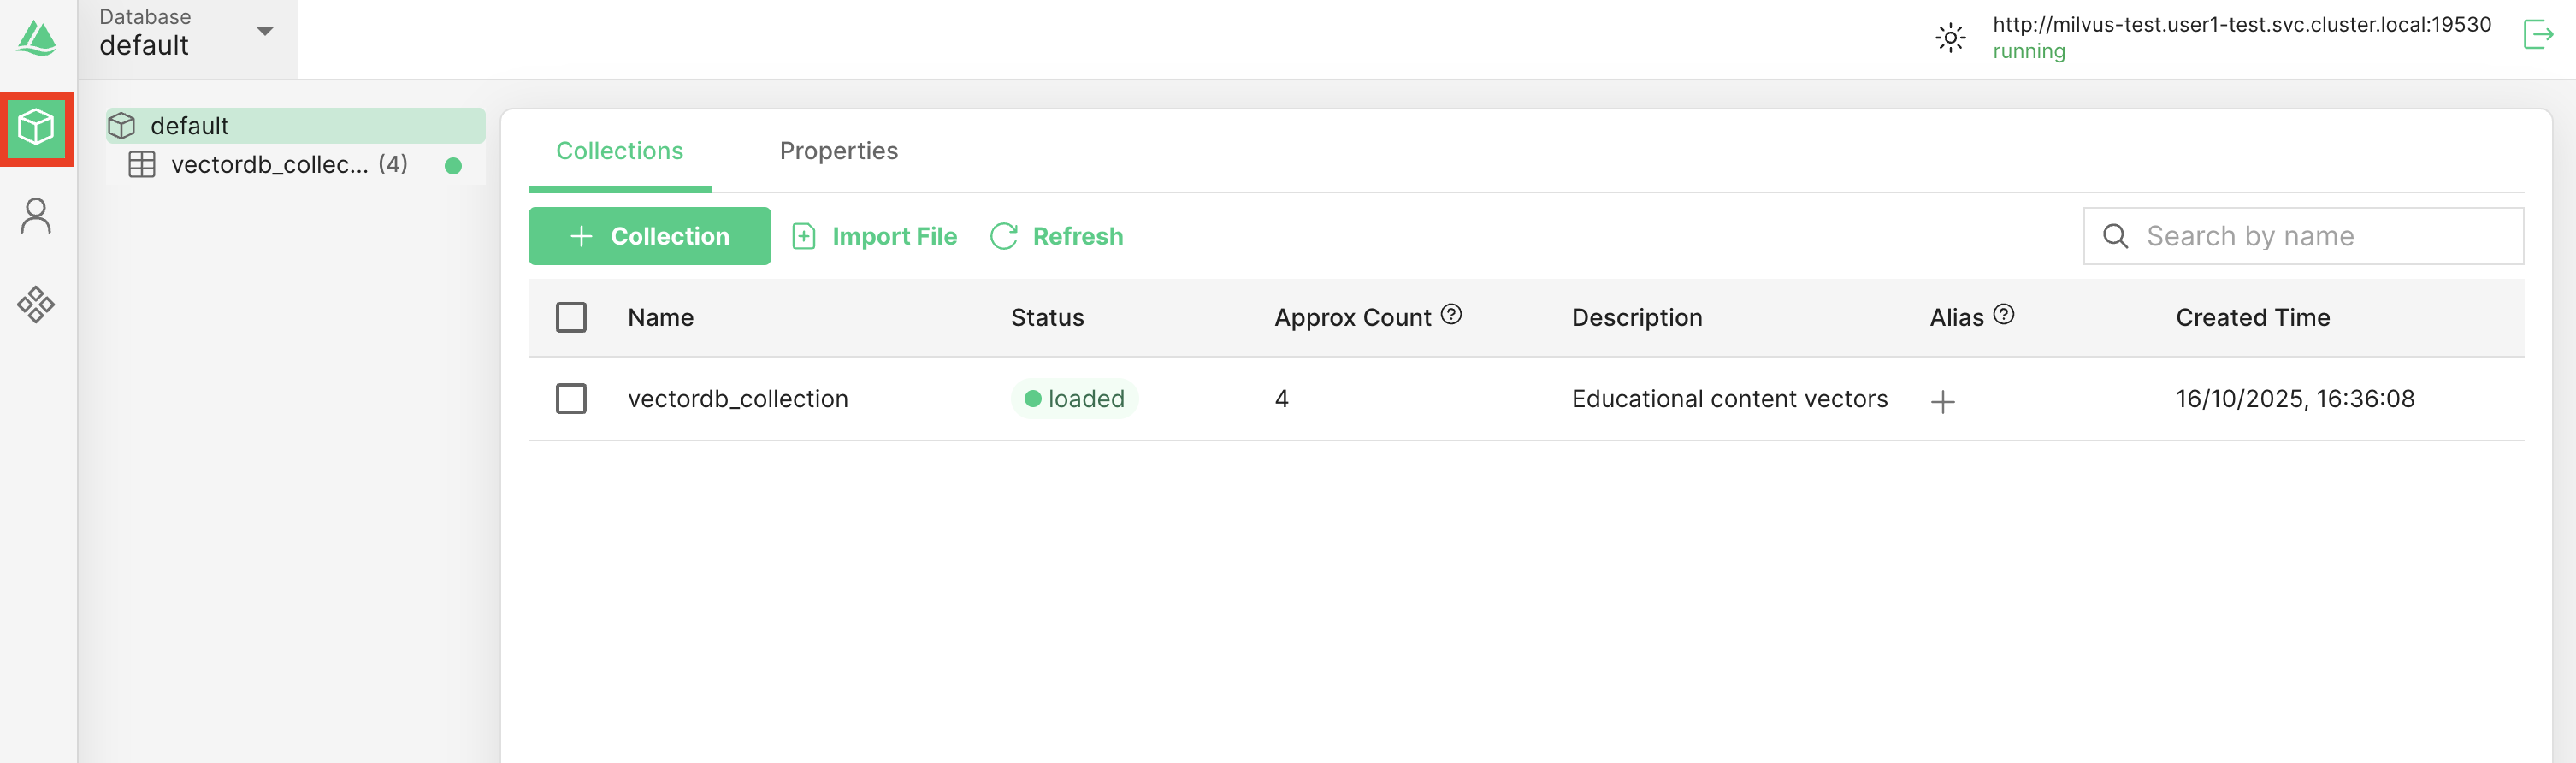 Database
default
http://milvus-test.user1-test.svc.cluster.local:19530
running
default
vectordb_collec... (4)
Collections
Properties
Collection
Import File
Refresh
Search by name
Name
Status
Approx Count
Description
Alias
Created Time
vectordb_collection
loaded
4
Educational content vectors
16/10/2025, 16:36:08